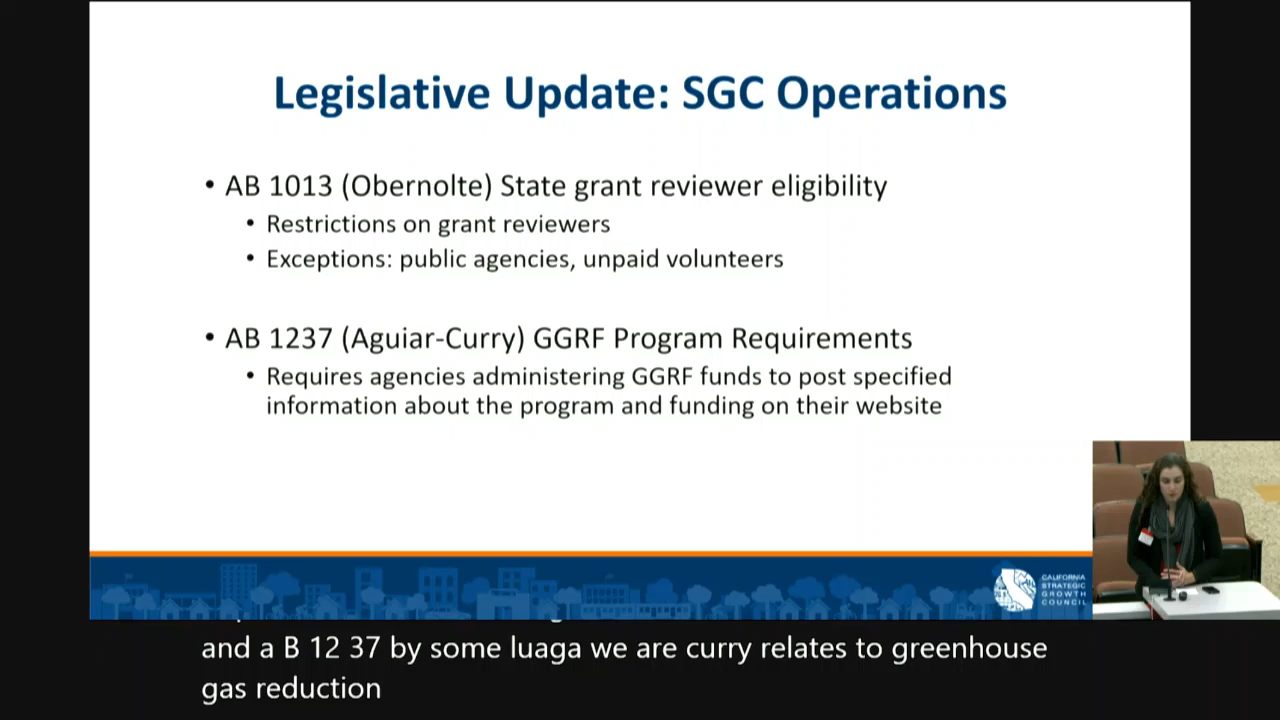 Legislative Update: SGC Operations
• AB 1013 (Obernolte) State grant reviewer eligibility
• Restrictions on grant reviewers
• Exceptions: public agencies, unpaid volunteers
• AB 1237 (Aguiar-Curry) GGRF Program Requirements
• Requires agencies administering GGRF funds to post specified
information about the program and funding on their website
CALIFORNIA
STRATEGIC
GROWTH
COUNCIL
and a B 12 37 by some luaga we are curry relates to greenhouse
gas reduction